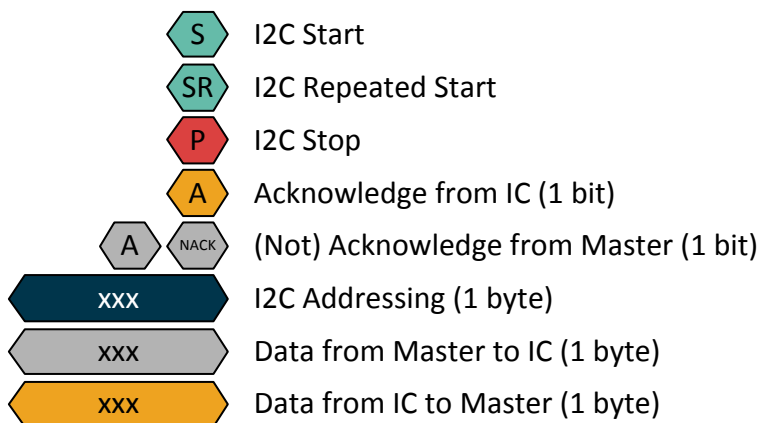 S I2C Start
SR I2C Repeated Start
P I2C Stop
A Acknowledge from IC (1 bit)
A NACK (Not) Acknowledge from Master (1 bit)
xxx I2C Addressing (1 byte)
xxx Data from Master to IC (1 byte)
xxx Data from IC to Master (1 byte)